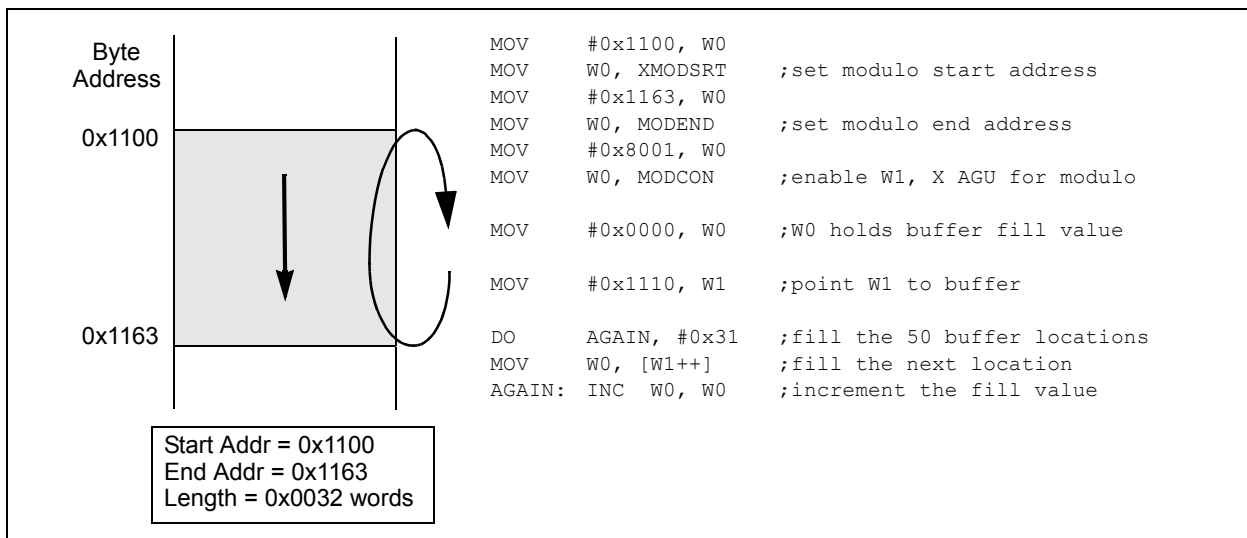 Byte
Address
0x1100
0x1163
Start Addr = 0x1100
End Addr = 0x1163
Length = 0x0032 words
MOV #0x1100, W0
MOV W0, XMODSRT ;set modulo start address
MOV #0x1163, W0
MOV W0, MODEND ;set modulo end address
MOV #0x8001, W0
MOV W0, MODCON ;enable W1, X AGU for modulo
MOV #0x0000, W0 ;W0 holds buffer fill value
MOV #0x1110, W1 ;point W1 to buffer
DO AGAIN, #0x31 ;fill the 50 buffer locations
MOV W0, [W1++] ;fill the next location
AGAIN: INC W0, W0 ;increment the fill value